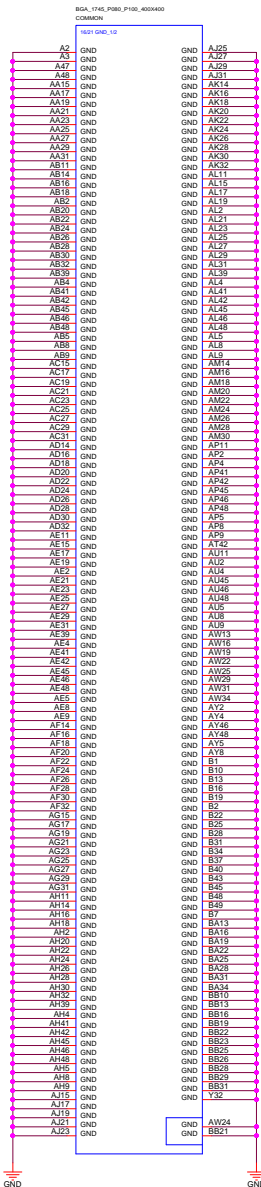 BGA_1745_P080_P100_400X400
COMMON
16/21 GND_1/2
A2 GND GND AJ25
A3 GND GND AJ27
A47 GND GND AJ29
A48 GND GND AJ31
AA15 GND GND AK14
AA17 GND GND AK16
AA19 GND GND AK18
AA21 GND GND AK20
AA23 GND GND AK22
AA25 GND GND AK24
AA27 GND GND AK26
AA29 GND GND AK28
AA31 GND GND AK30
AB11 GND GND AK32
AB14 GND GND AL11
AB16 GND GND AL15
AB18 GND GND AL17
AB2 GND GND AL19
AB20 GND GND AL2
AB22 GND GND AL21
AB24 GND GND AL23
AB26 GND GND AL25
AB28 GND GND AL27
AB30 GND GND AL29
AB32 GND GND AL31
AB39 GND GND AL39
AB4 GND GND AL4
AB41 GND GND AL41
AB42 GND GND AL42
AB45 GND GND AL45
AB46 GND GND AL46
AB48 GND GND AL48
AB5 GND GND AL5
AB8 GND GND AL8
AB9 GND GND AL9
AC15 GND GND AM14
AC17 GND GND AM16
AC19 GND GND AM18
AC21 GND GND AM20
AC23 GND GND AM22
AC25 GND GND AM24
AC27 GND GND AM26
AC29 GND GND AM28
AC31 GND GND AM30
AD14 GND GND AP11
AD16 GND GND AP2
AD18 GND GND AP4
AD20 GND GND AP41
AD22 GND GND AP42
AD24 GND GND AP45
AD26 GND GND AP46
AD28 GND GND AP48
AD30 GND GND AP5
AD32 GND GND AP8
AE11 GND GND AP9
AE15 GND GND AT42
AE17 GND GND AU11
AE19 GND GND AU2
AE2 GND GND AU4
AE21 GND GND AU45
AE23 GND GND AU46
AE25 GND GND AU48
AE27 GND GND AU5
AE29 GND GND AU8
AE31 GND GND AU9
AE39 GND GND AW13
AE4 GND GND AW16
AE41 GND GND AW19
AE42 GND GND AW22
AE45 GND GND AW25
AE46 GND GND AW29
AE48 GND GND AW31
AE5 GND GND AW34
AE8 GND GND AY2
AE9 GND GND AY4
AF14 GND GND AY46
AF16 GND GND AY48
AF18 GND GND AY5
AF20 GND GND AY8
AF22 GND GND B1
AF24 GND GND B10
AF26 GND GND B13
AF28 GND GND B16
AF30 GND GND B19
AF32 GND GND B2
AG15 GND GND B22
AG17 GND GND B25
AG19 GND GND B28
AG21 GND GND B31
AG23 GND GND B34
AG25 GND GND B37
AG27 GND GND B40
AG29 GND GND B43
AG31 GND GND B45
AH11 GND GND B48
AH14 GND GND B49
AH16 GND GND B7
AH18 GND GND BA13
AH2 GND GND BA16
AH20 GND GND BA19
AH22 GND GND BA22
AH24 GND GND BA25
AH26 GND GND BA28
AH28 GND GND BA31
AH30 GND GND BA34
AH32 GND GND BB10
AH39 GND GND BB13
AH4 GND GND BB16
AH41 GND GND BB19
AH42 GND GND BB22
AH45 GND GND BB23
AH46 GND GND BB25
AH48 GND GND BB26
AH5 GND GND BB28
AH8 GND GND BB29
AH9 GND GND BB31
AJ15 GND GND Y32
AJ17 GND
AJ19 GND
AJ21 GND GND AW24
AJ23 GND GND BB21
GND GND